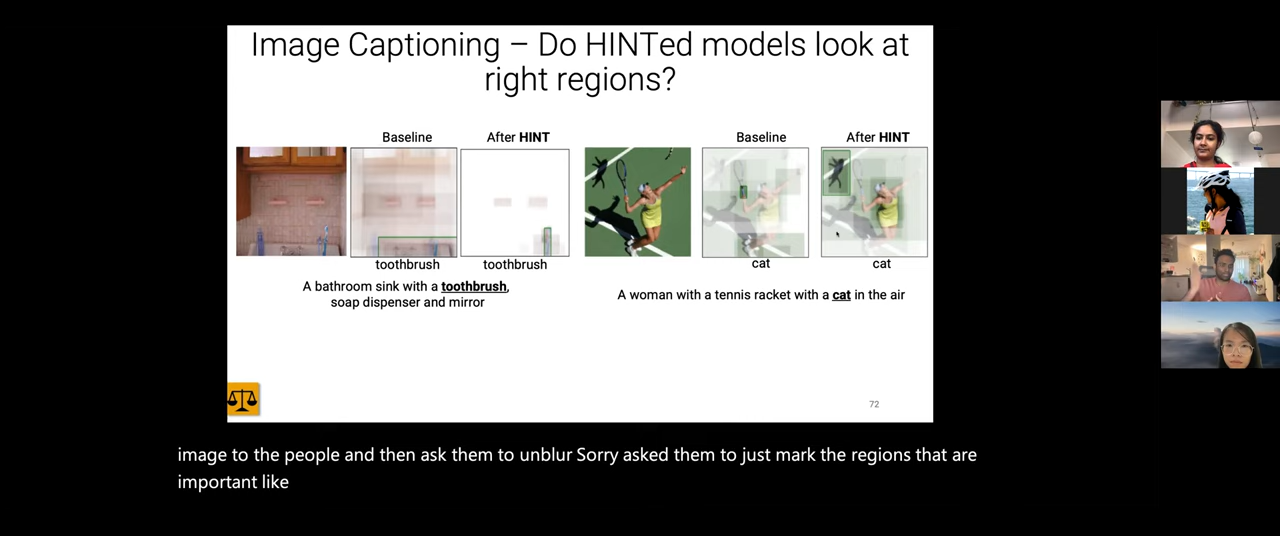 Image Captioning – Do HINTed models look at
right regions?
Baseline
After HINT
Baseline
After HINT
toothbrush
toothbrush
cat
cat
A bathroom sink with a toothbrush,
soap dispenser and mirror
A woman with a tennis racket with a cat in the air
72
image to the people and then ask them to unblur Sorry asked them to just mark the regions that are
important like